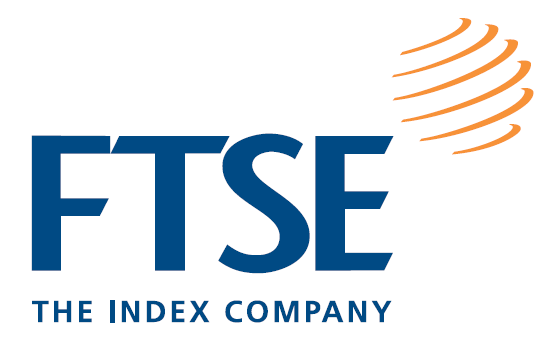 FTSE
THE INDEX COMPANY